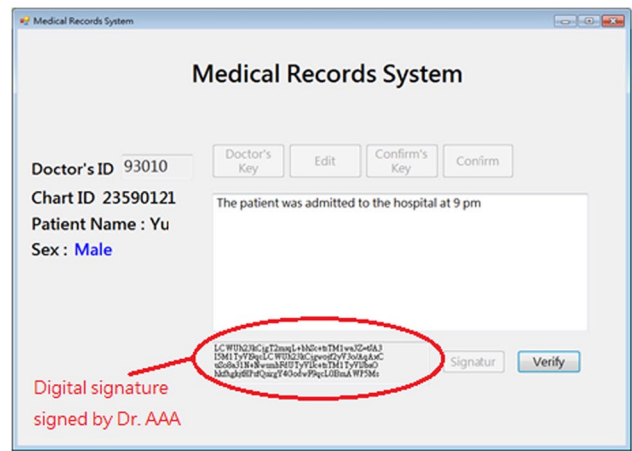 Medical Records System
Medical Records System
Doctor's ID 93010
Doctor's
Key
Edit
Confirm's
Key
Confirm
Chart ID 23590121
Patient Name : Yu
Sex : Male
The patient was admitted to the hospital at 9 pm
Signatur
Verify
Digital signature
signed by Dr. AAA